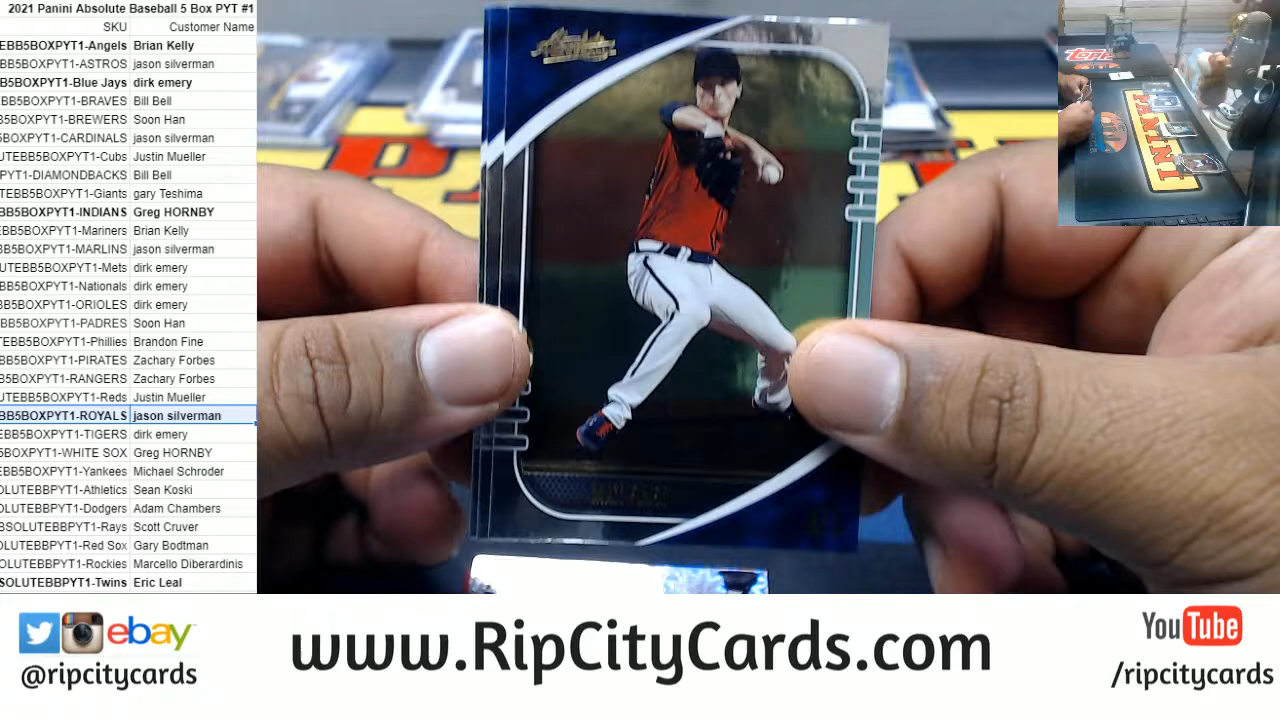 2021 Panini Absolute Baseball 5 Box PYT #1
SKU Customer Name
EBB5BOXPYT1-Angels Brian Kelly
BB5BOXPYT1-ASTROS jason silverman
BB5BOXPYT1-Blue Jays dirk emery
EBB5BOXPYT1-BRAVES Bill Bell
B5BOXPYT1-BREWERS Soon Han
B5BOXPYT1-CARDINALS jason silverman
UTEBB5BOXPYT1-Cubs Justin Mueller
PYT1-DIAMONDBACKS Bill Bell
TEBB5BOXPYT1-Giants gary Teshima
BB5BOXPYT1-INDIANS Greg HORNBY
EBB5BOXPYT1-Mariners Brian Kelly
BB5BOXPYT1-MARLINS jason silverman
UTEBB5BOXPYT1-Mets dirk emery
BB5BOXPYT1-Nationals dirk emery
BB5BOXPYT1-ORIOLES dirk emery
BB5BOXPYT1-PADRES Soon Han
TEBB5BOXPYT1-Phillies Brandon Fine
EBB5BOXPYT1-PIRATES Zachary Forbes
BB5BOXPYT1-RANGERS Zachary Forbes
UTEBB5BOXPYT1-Reds Justin Mueller
BB5BOXPYT1-ROYALS jason silverman
EBB5BOXPYT1-TIGERS dirk emery
B5BOXPYT1-WHITE SOX Greg HORNBY
EBB5BOXPYT1-Yankees Michael Schroder
OLUTEBBPYT1-Athletics Sean Koski
OLUTEBBPYT1-Dodgers Adam Chambers
BSOLUTEBBPYT1-Rays Scott Cruver
OLUTEBBPYT1-Red Sox Gary Bodtman
OLUTEBBPYT1-Rockies Marcello Diberardinis
SOLUTEBBPYT1-Twins Eric Leal
Absolute
topps
PANINI
ebay
@ripcitycards
www.RipCityCards.com
YouTube
/ripcitycards